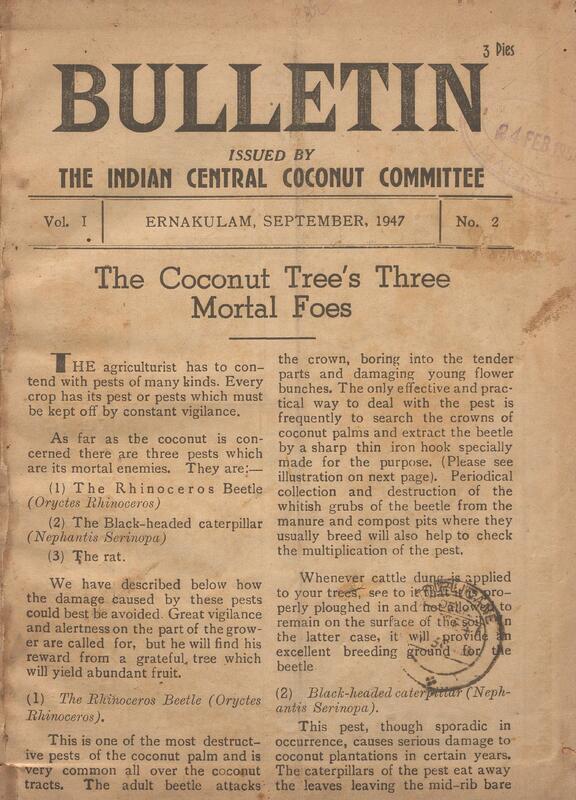 3 Pies
BULLETIN
24 FEB
ISSUED BY
THE INDIAN CENTRAL COCONUT COMMITTEE
Vol. I
ERNAKULAM, SEPTEMBER, 1947
No. 2
The Coconut Tree's Three
Mortal Foes
THE agriculturist has to con-
tend with pests of many kinds. Every
crop has its pest or pests which must
be kept off by constant vigilance.
As far as the coconut is con-
cerned there are three pests which
are its mortal enemies. They are:—
(1) The Rhinoceros Beetle
(Oryctes Rhinoceros)
(2) The Black-headed caterpillar
(Nephantis Serinopa)
(3) The rat.
We have described below how
the damage caused by these pests
could best be avoided. Great vigilance
and alertness on the part of the grow-
er are called for, but he will find his
reward from a grateful, tree which
will yield abundant fruit.
(1) The Rhinoceros Beetle (Oryctes
Rhinoceros).
This is one of the most destruct-
ive pests of the coconut palm and is
very common all over the coconut
tracts. The adult beetle attacks
the crown, boring into the tender
parts and damaging young flower
bunches. The only effective and prac-
tical way to deal with the pest is
frequently to search the crowns of
coconut palms and extract the beetle
by a sharp thin iron hook specially
made for the purpose. (Please see
illustration on next page). Periodical
collection and destruction of the
whitish grubs of the beetle from the
manure and compost pits where they
usually breed will also help to check
the multiplication of the pest.
Whenever cattle dung is applied
to your trees, see to it that it is pro-
perly ploughed in and not allowed to
remain on the surface of the soil. In
the latter case, it will provide an
excellent breeding ground for the
beetle
(2) Black-headed caterpillar (Neph-
antis Serinopa).
This pest, though sporadic in
occurrence, causes serious damage to
coconut plantations in certain years.
The caterpillars of the pest eat away
the leaves leaving the mid-rib bare